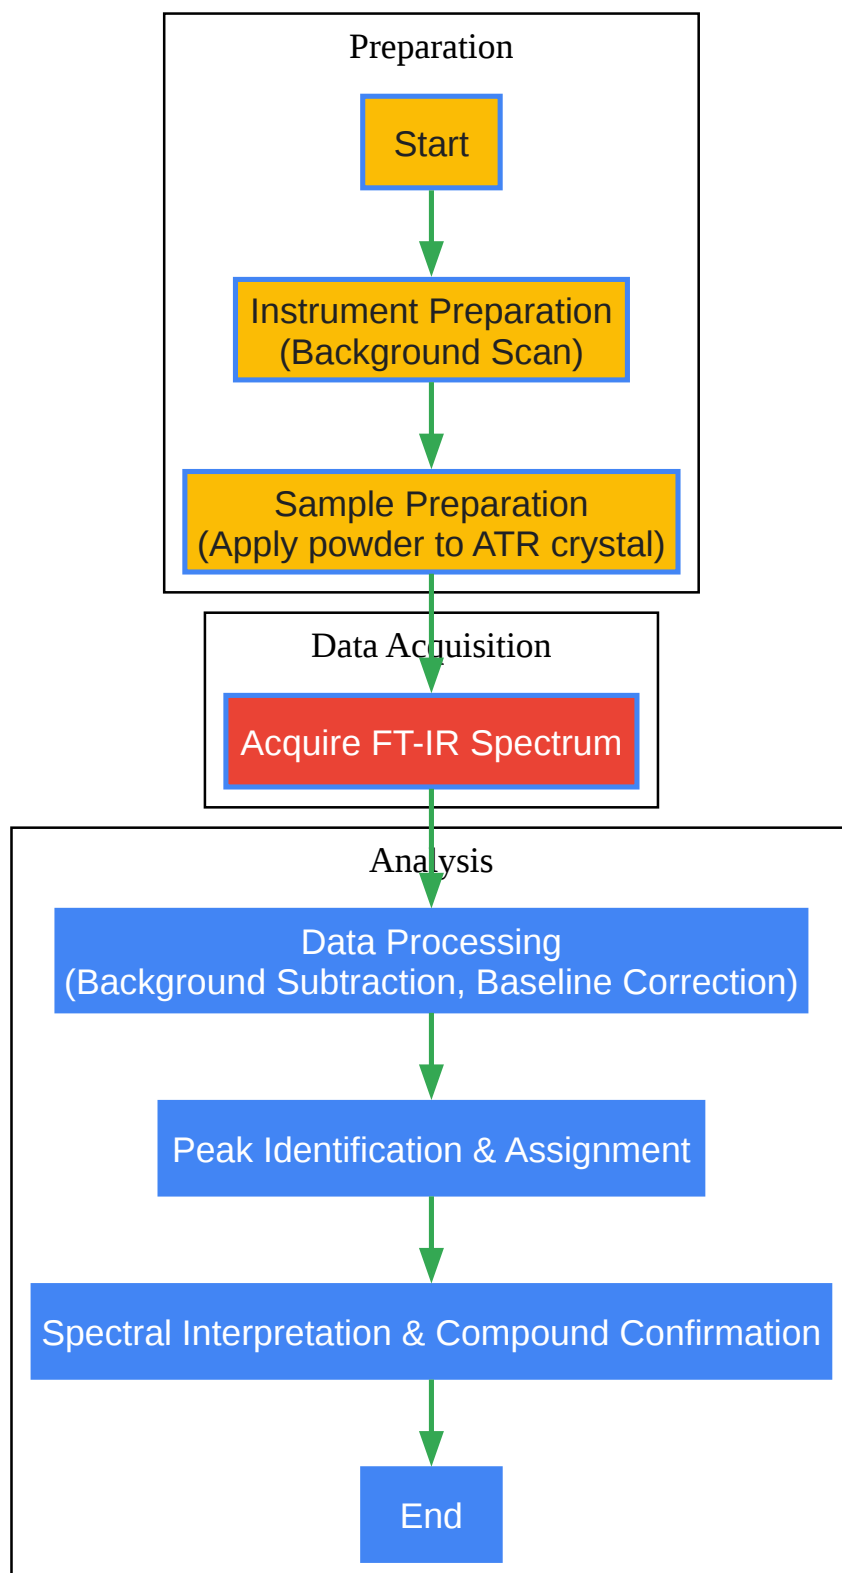 Preparation
Start
Instrument Preparation
(Background Scan)
Sample Preparation
(Apply powder to ATR crystal)
Data Acquisition
Acquire FT-IR Spectrum
Analysis
Data Processing
(Background Subtraction, Baseline Correction)
Peak Identification & Assignment
Spectral Interpretation & Compound Confirmation
End